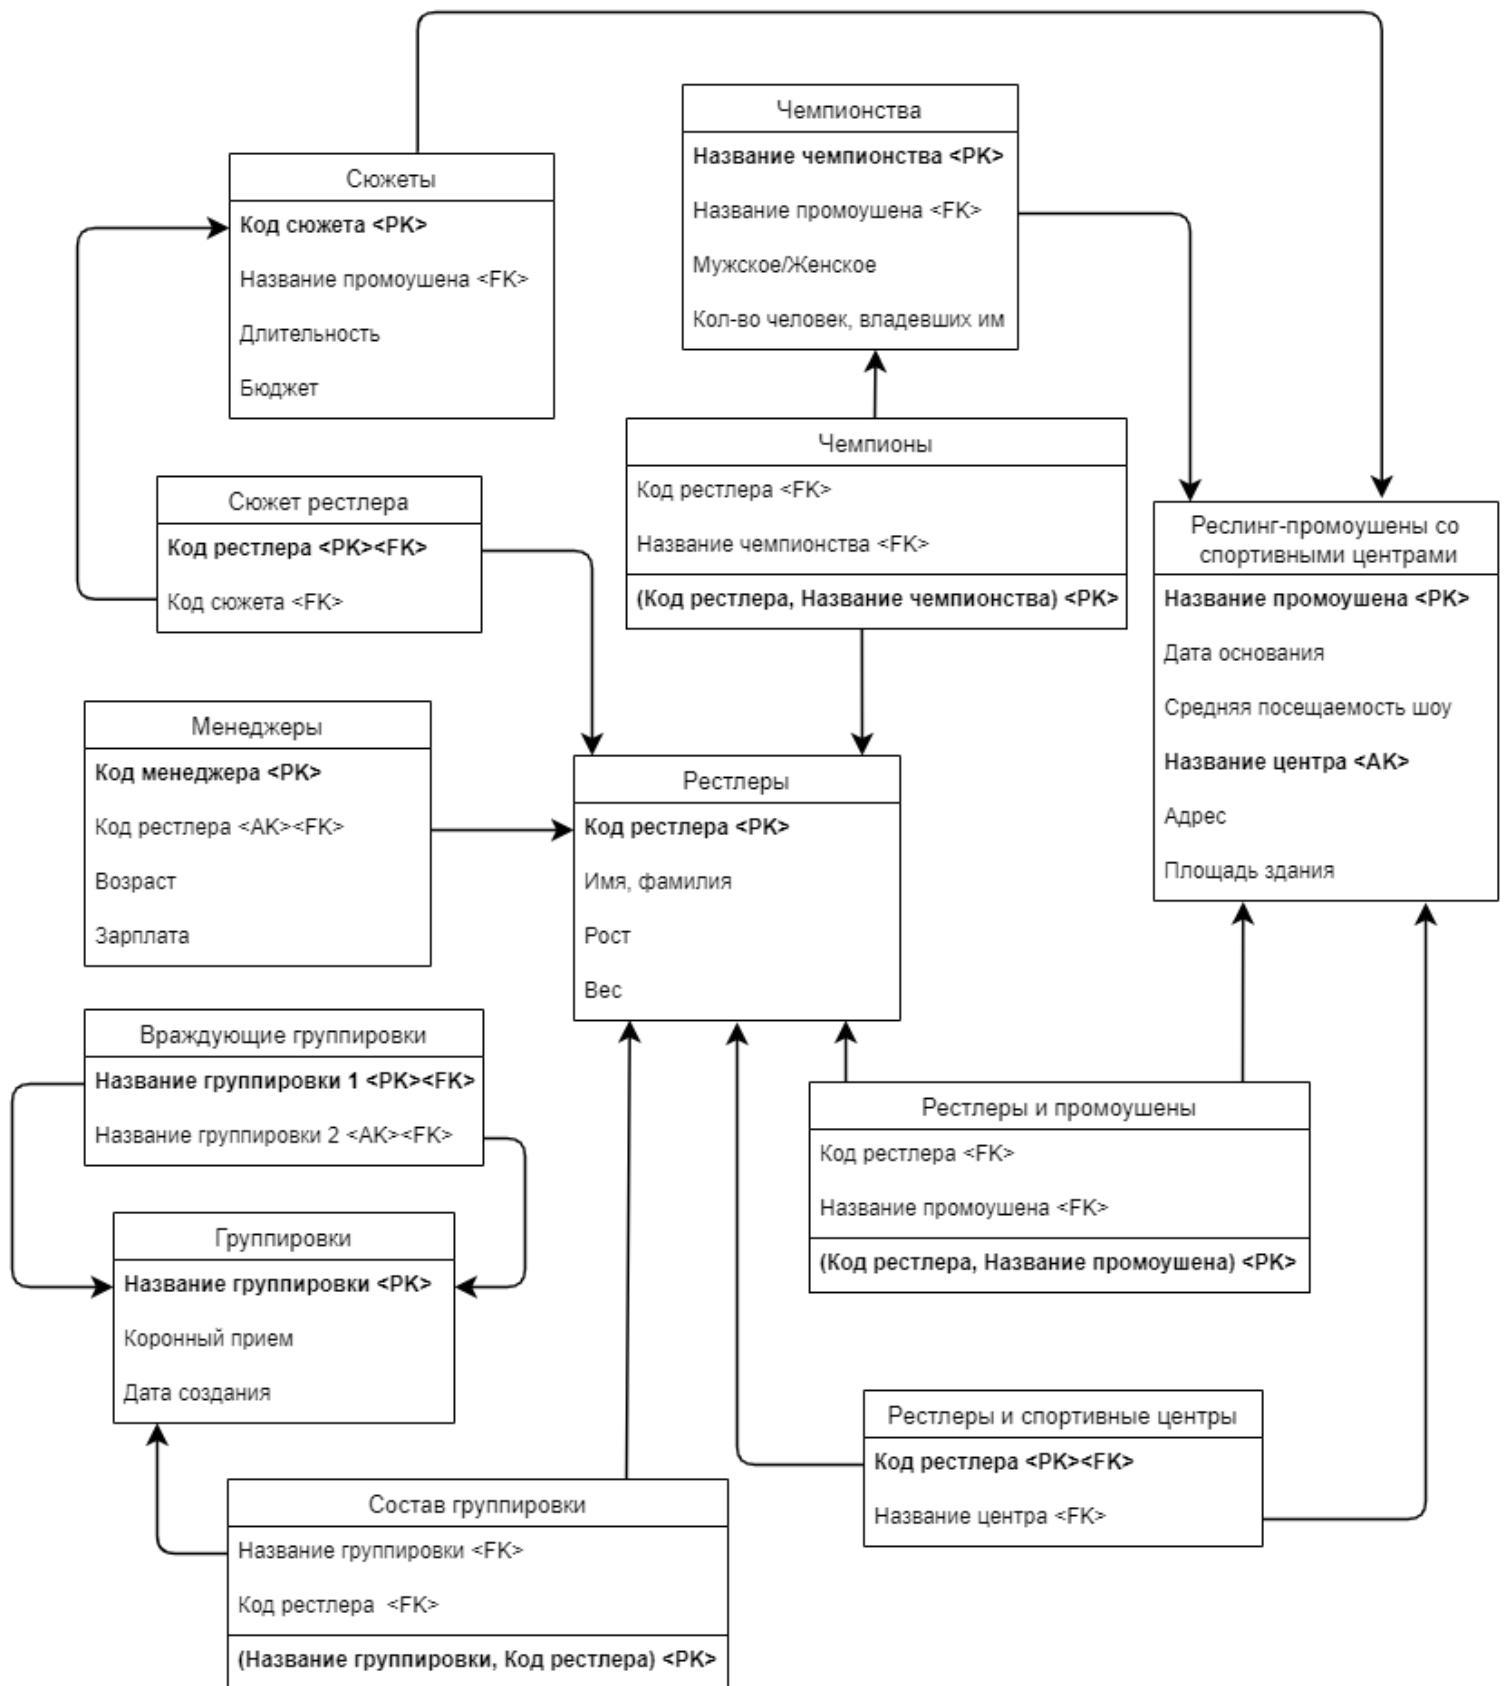 Чемпионства
Название чемпионства <PK>
Название промоушена <FK>
Мужское/Женское
Кол-во человек, владевших им
Сюжеты
Код сюжета <PK>
Название промоушена <FK>
Длительность
Бюджет
Чемпионы
Код рестлера <FK>
Название чемпионства <FK>
(Код рестлера, Название чемпионства) <PK>
Сюжет рестлера
Код рестлера <PK><FK>
Код сюжета <FK>
Реслинг-промоушены со
спортивными центрами
Название промоушена <PK>
Дата основания
Средняя посещаемость шоу
Название центра <AK>
Адрес
Площадь здания
Менеджеры
Код менеджера <PK>
Код рестлера <AK><FK>
Возраст
Зарплата
Рестлеры
Код рестлера <PK>
Имя, фамилия
Рост
Вес
Враждующие группировки
Название группировки 1 <PK><FK>
Название группировки 2 <AK><FK>
Рестлеры и промоушены
Код рестлера <FK>
Название промоушена <FK>
(Код рестлера, Название промоушена) <PK>
Группировки
Название группировки <PK>
Коронный прием
Дата создания
Рестлеры и спортивные центры
Код рестлера <PK><FK>
Название центра <FK>
Состав группировки
Название группировки <FK>
Код рестлера <FK>
(Название группировки, Код рестлера) <PK>